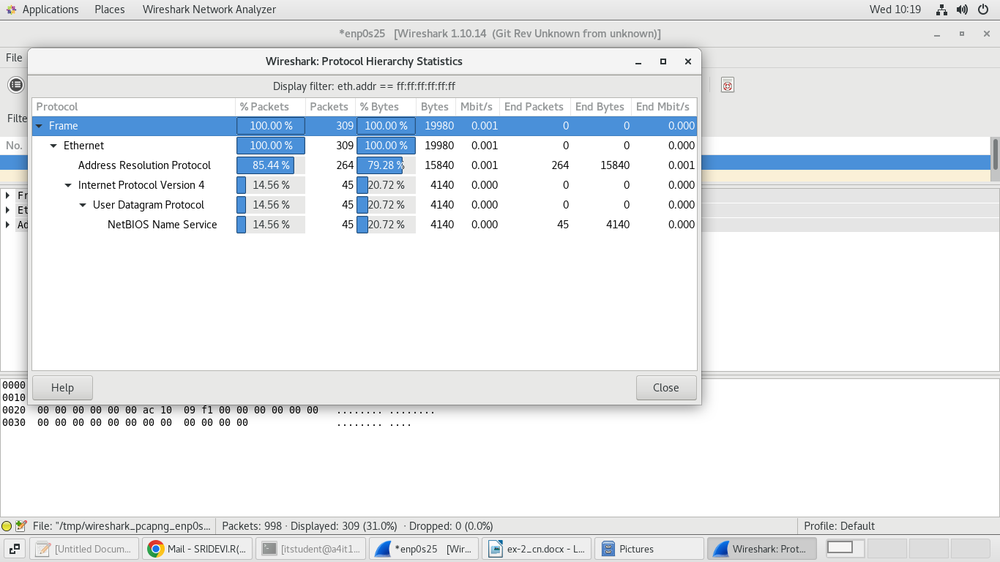 Applications Places Wireshark Network Analyzer Wed 10:19
*enp0s25 [Wireshark 1.10.14 (Git Rev Unknown from unknown)]
File
Wireshark: Protocol Hierarchy Statistics
Display filter: eth.addr == ff:ff:ff:ff:ff:ff
Filte
No.
Protocol % Packets Packets % Bytes Bytes Mbit/s End Packets End Bytes End Mbit/s
Frame 100.00 % 309 100.00 % 19980 0.001 0 0 0.000
Ethernet 100.00 % 309 100.00 % 19980 0.001 0 0 0.000
Address Resolution Protocol 85.44 % 264 79.28 % 15840 0.001 264 15840 0.001
Internet Protocol Version 4 14.56 % 45 20.72 % 4140 0.000 0 0 0.000
User Datagram Protocol 14.56 % 45 20.72 % 4140 0.000 0 0 0.000
NetBIOS Name Service 14.56 % 45 20.72 % 4140 0.000 45 4140 0.000
Fr
Et
Ad
Help Close
0000
0010
0020 00 00 00 00 00 00 ac 10 09 f1 00 00 00 00 00 00 ........ ........
0030 00 00 00 00 00 00 00 00 00 00 00 00 ........ ....
File: "/tmp/wireshark_pcapng_enp0s... Packets: 998 · Displayed: 309 (31.0%) · Dropped: 0 (0.0%) Profile: Default
[Untitled Docum... Mail - SRIDEVI.R(... [itstudent@a4it1... *enp0s25 [Wir... ex-2_cn.docx - L... Pictures Wireshark: Prot...